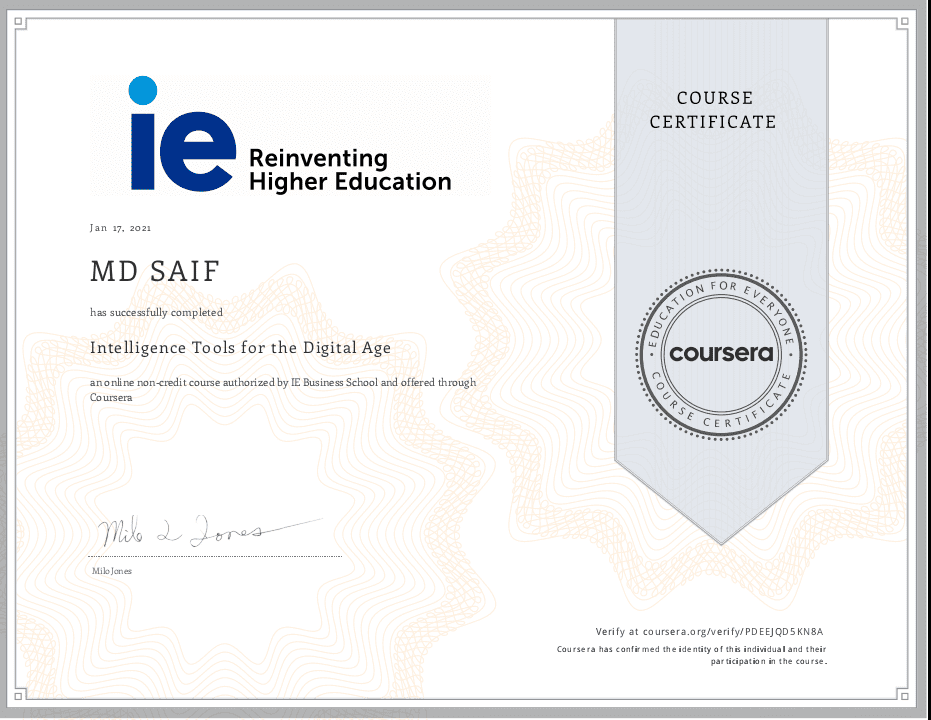 COURSE
CERTIFICATE
ie
Reinventing
Higher Education
Jan 17, 2021
MD SAIF
has successfully completed
Intelligence Tools for the Digital Age
an online non-credit course authorized by IE Business School and offered through
Coursera
EDUCATION FOR EVERYONE
coursera
COURSE CERTIFICATE
Milo L Jones
Milo Jones
Verify at coursera.org/verify/PDEEJQD5KN8A
Coursera has confirmed the identity of this individual and their
participation in the course.